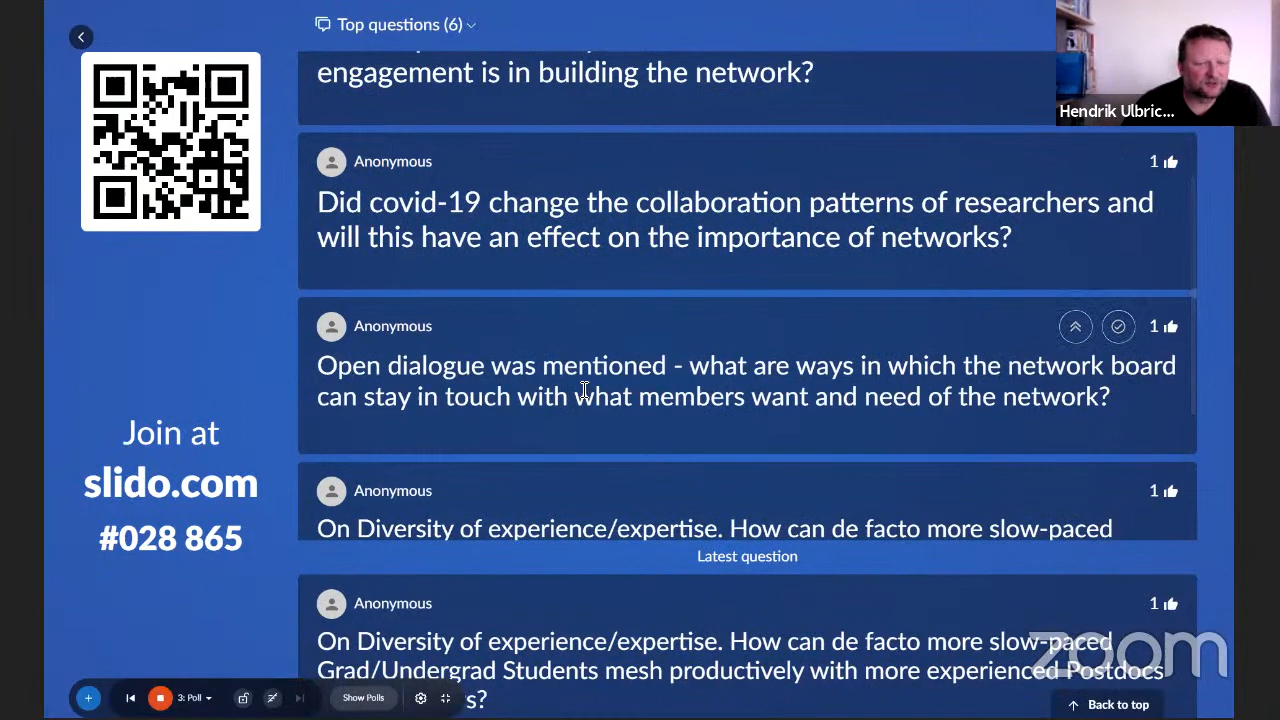 Top questions (6)
engagement is in building the network?
Hendrik Ulbric...
Anonymous
1
Did covid-19 change the collaboration patterns of researchers and
will this have an effect on the importance of networks?
Anonymous
1
Open dialogue was mentioned - what are ways in which the network board
can stay in touch with what members want and need of the network?
Join at
slido.com
#028 865
Anonymous
1
On Diversity of experience/expertise. How can de facto more slow-paced
Latest question
Anonymous
1
On Diversity of experience/expertise. How can de facto more slow-paced
Grad/Undergrad Students mesh productively with more experienced Postdocs
s?
zoom
3: Poll
Show Polls
Back to top